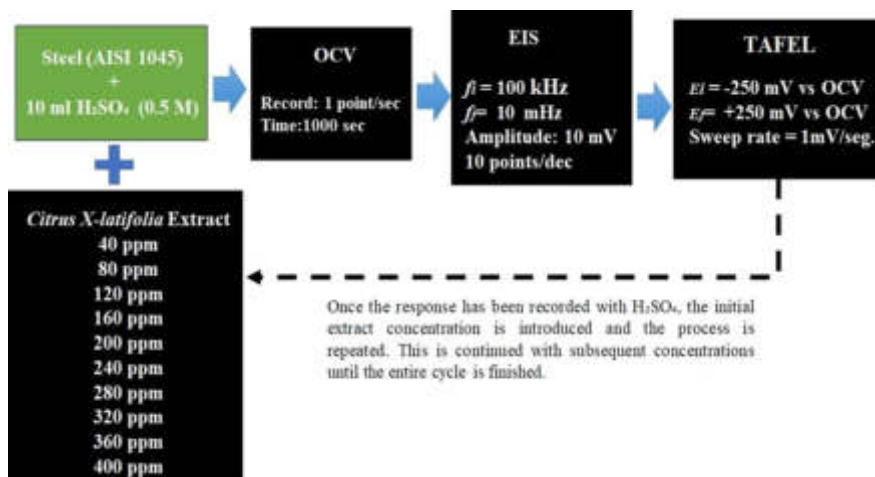 Steel (AISI 1045)
+
10 ml H₂SO₄ (0.5 M)
OCV
Record: 1 point/sec
Time:1000 sec
EIS
fi = 100 kHz
ff= 10 mHz
Amplitude: 10 mV
10 points/dec
TAFEL
Ei = -250 mV vs OCV
Ef= +250 mV vs OCV
Sweep rate = 1mV/seg.
Citrus X-latifolia Extract
40 ppm
80 ppm
120 ppm
160 ppm
200 ppm
240 ppm
280 ppm
320 ppm
360 ppm
400 ppm
Once the response has been recorded with H₂SO₄, the initial
extract concentration is introduced and the process is
repeated. This is continued with subsequent concentrations
until the entire cycle is finished.